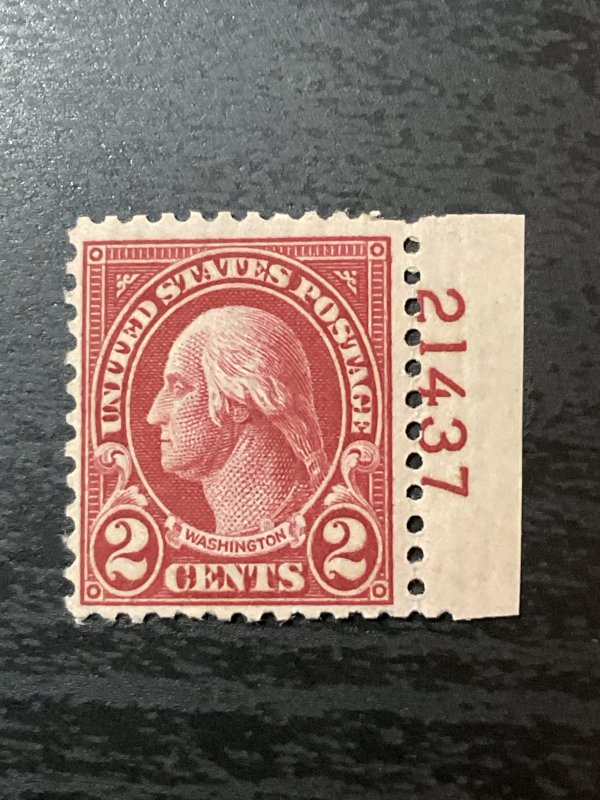 UNITED STATES POSTAGE
WASHINGTON
2 CENTS 2
21437